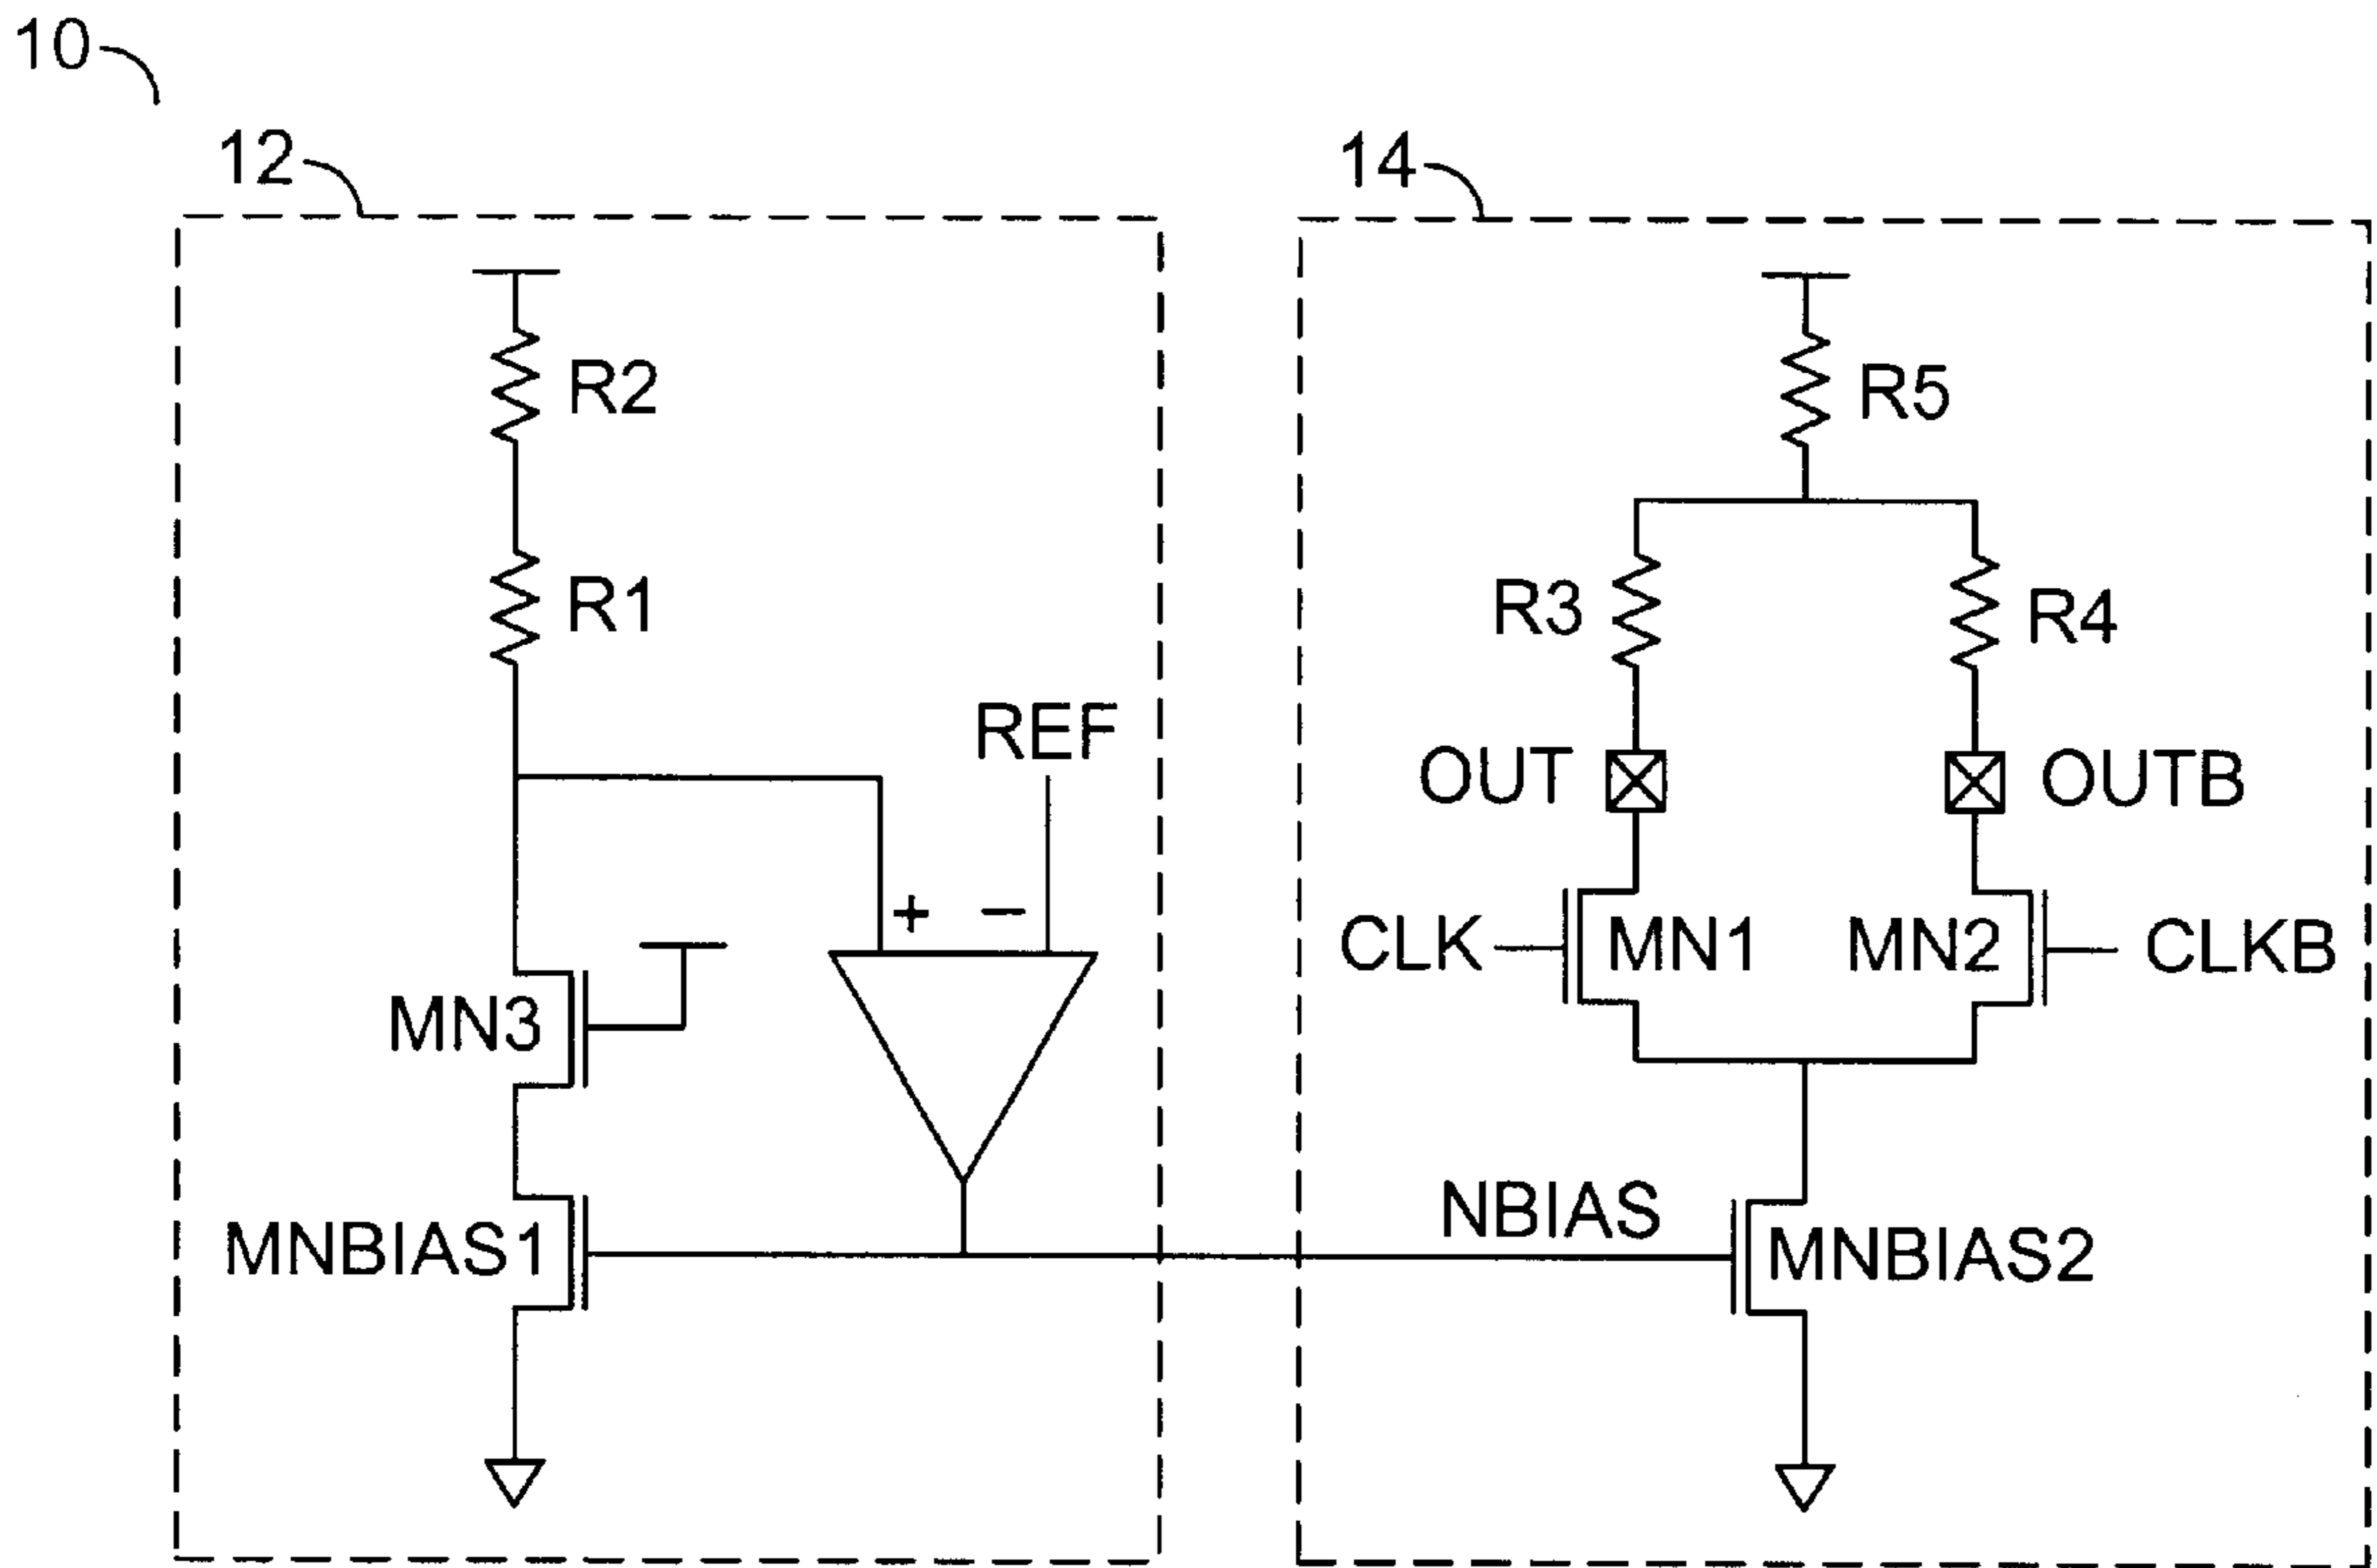 10
12
14
R2
R5
R1
R3
R4
REF
OUT
OUTB
+ −
CLK
MN1
MN2
CLKB
MN3
NBIAS
MNBIAS1
MNBIAS2